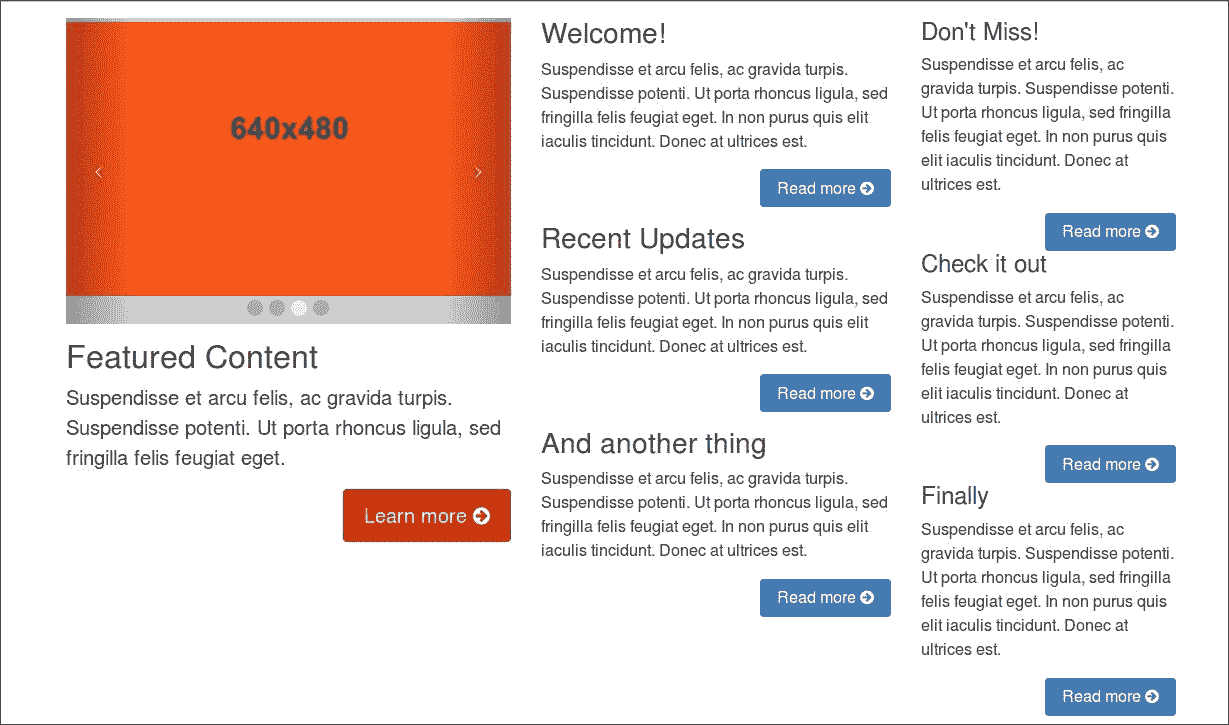 640x480
Featured Content
Suspendisse et arcu felis, ac gravida turpis.
Suspendisse potenti. Ut porta rhoncus ligula, sed
fringilla felis feugiat eget.
Learn more
Welcome!
Suspendisse et arcu felis, ac gravida turpis.
Suspendisse potenti. Ut porta rhoncus ligula, sed
fringilla felis feugiat eget. In non purus quis elit
iaculis tincidunt. Donec at ultrices est.
Read more
Recent Updates
Suspendisse et arcu felis, ac gravida turpis.
Suspendisse potenti. Ut porta rhoncus ligula, sed
fringilla felis feugiat eget. In non purus quis elit
iaculis tincidunt. Donec at ultrices est.
Read more
And another thing
Suspendisse et arcu felis, ac gravida turpis.
Suspendisse potenti. Ut porta rhoncus ligula, sed
fringilla felis feugiat eget. In non purus quis elit
iaculis tincidunt. Donec at ultrices est.
Read more
Don't Miss!
Suspendisse et arcu felis, ac
gravida turpis. Suspendisse potenti.
Ut porta rhoncus ligula, sed fringilla
felis feugiat eget. In non purus quis
elit iaculis tincidunt. Donec at
ultrices est.
Read more
Check it out
Suspendisse et arcu felis, ac
gravida turpis. Suspendisse potenti.
Ut porta rhoncus ligula, sed fringilla
felis feugiat eget. In non purus quis
elit iaculis tincidunt. Donec at
ultrices est.
Read more
Finally
Suspendisse et arcu felis, ac
gravida turpis. Suspendisse potenti.
Ut porta rhoncus ligula, sed fringilla
felis feugiat eget. In non purus quis
elit iaculis tincidunt. Donec at
ultrices est.
Read more